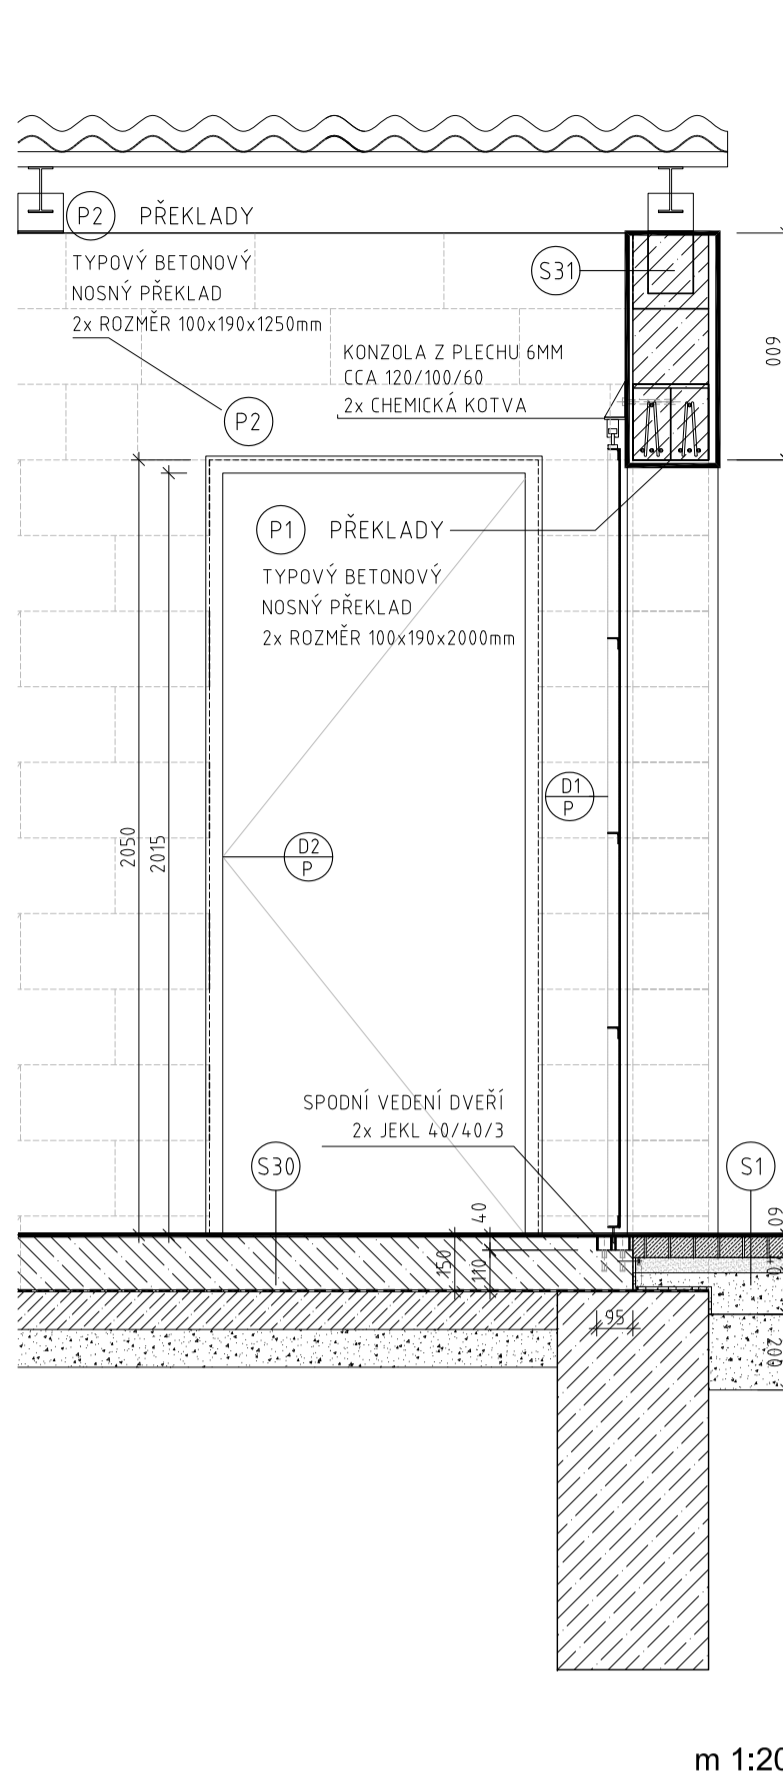 P2 PŘEKLADY
TYPOVÝ BETONOVÝ
NOSNÝ PŘEKLAD
2x ROZMĚR 100x190x1250mm
S31
600
KONZOLA Z PLECHU 6MM
CCA 120/100/60
2x CHEMICKÁ KOTVA
P2
P1 PŘEKLADY
TYPOVÝ BETONOVÝ
NOSNÝ PŘEKLAD
2x ROZMĚR 100x190x2000mm
D1
P
2050
2015
D2
P
SPODNÍ VEDENÍ DVEŘÍ
2x JEKL 40/40/3
S30
S1
40
60
150
110
95
200
m 1:20